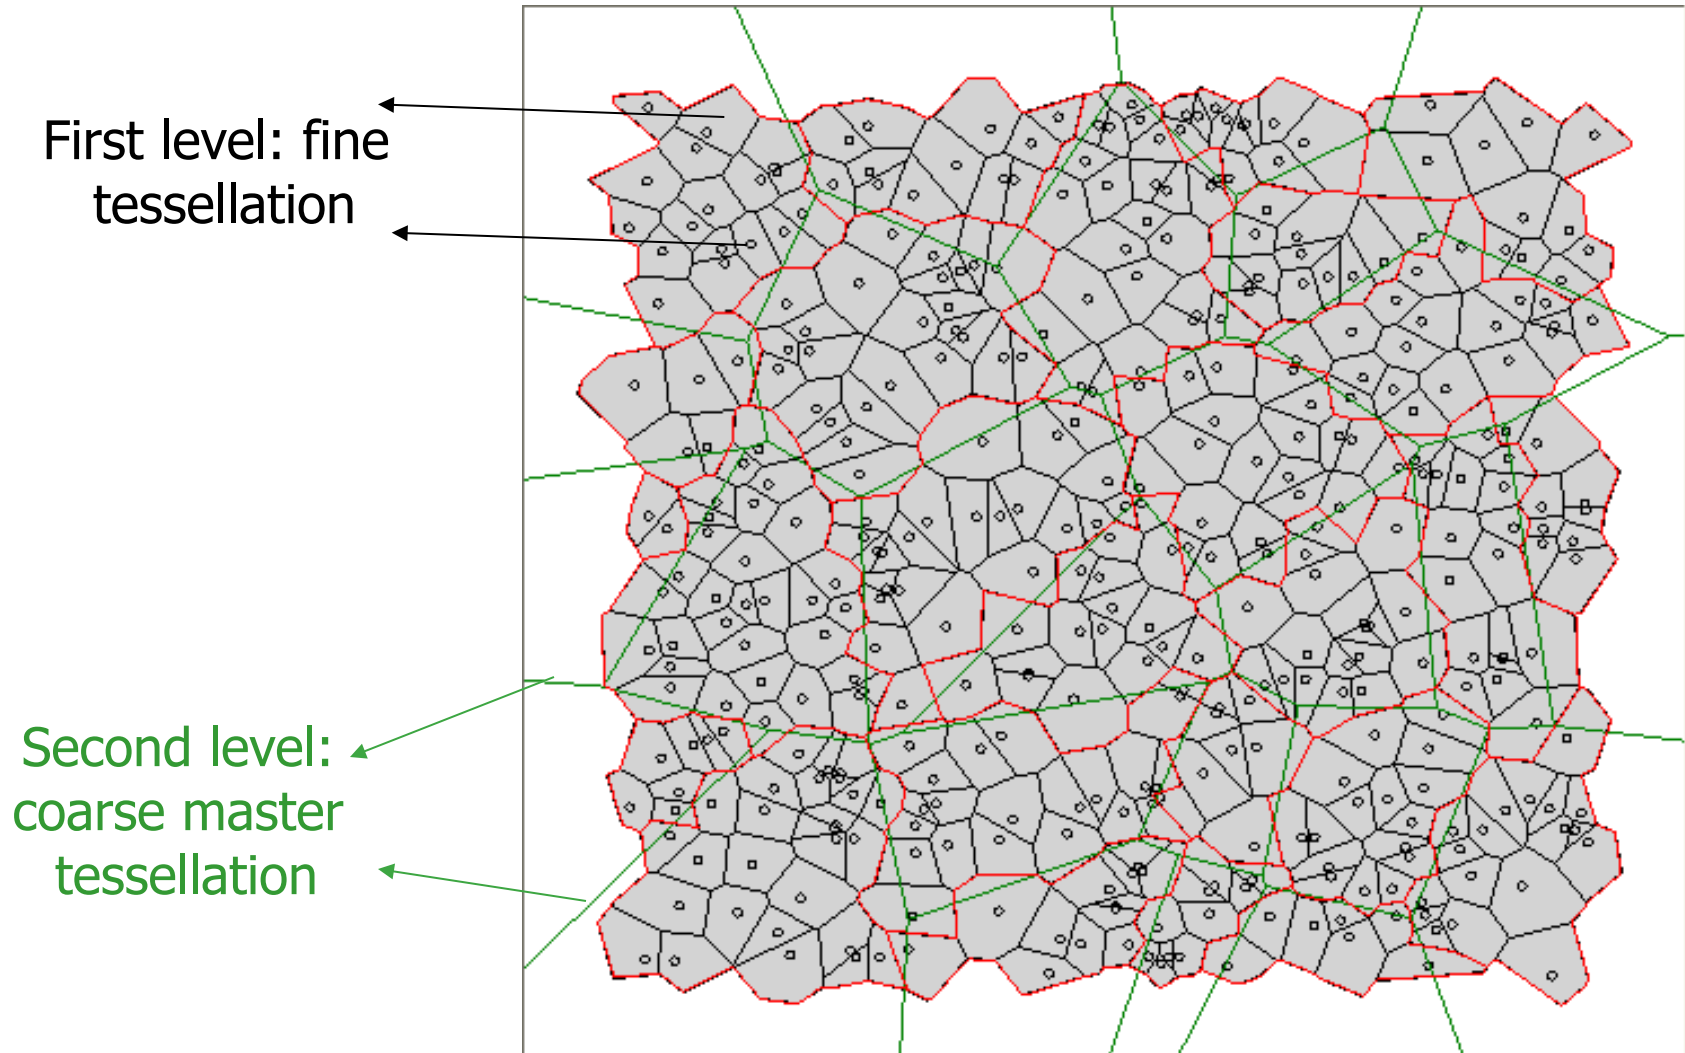 First level: fine
tessellation
Second level:
coarse master
tessellation